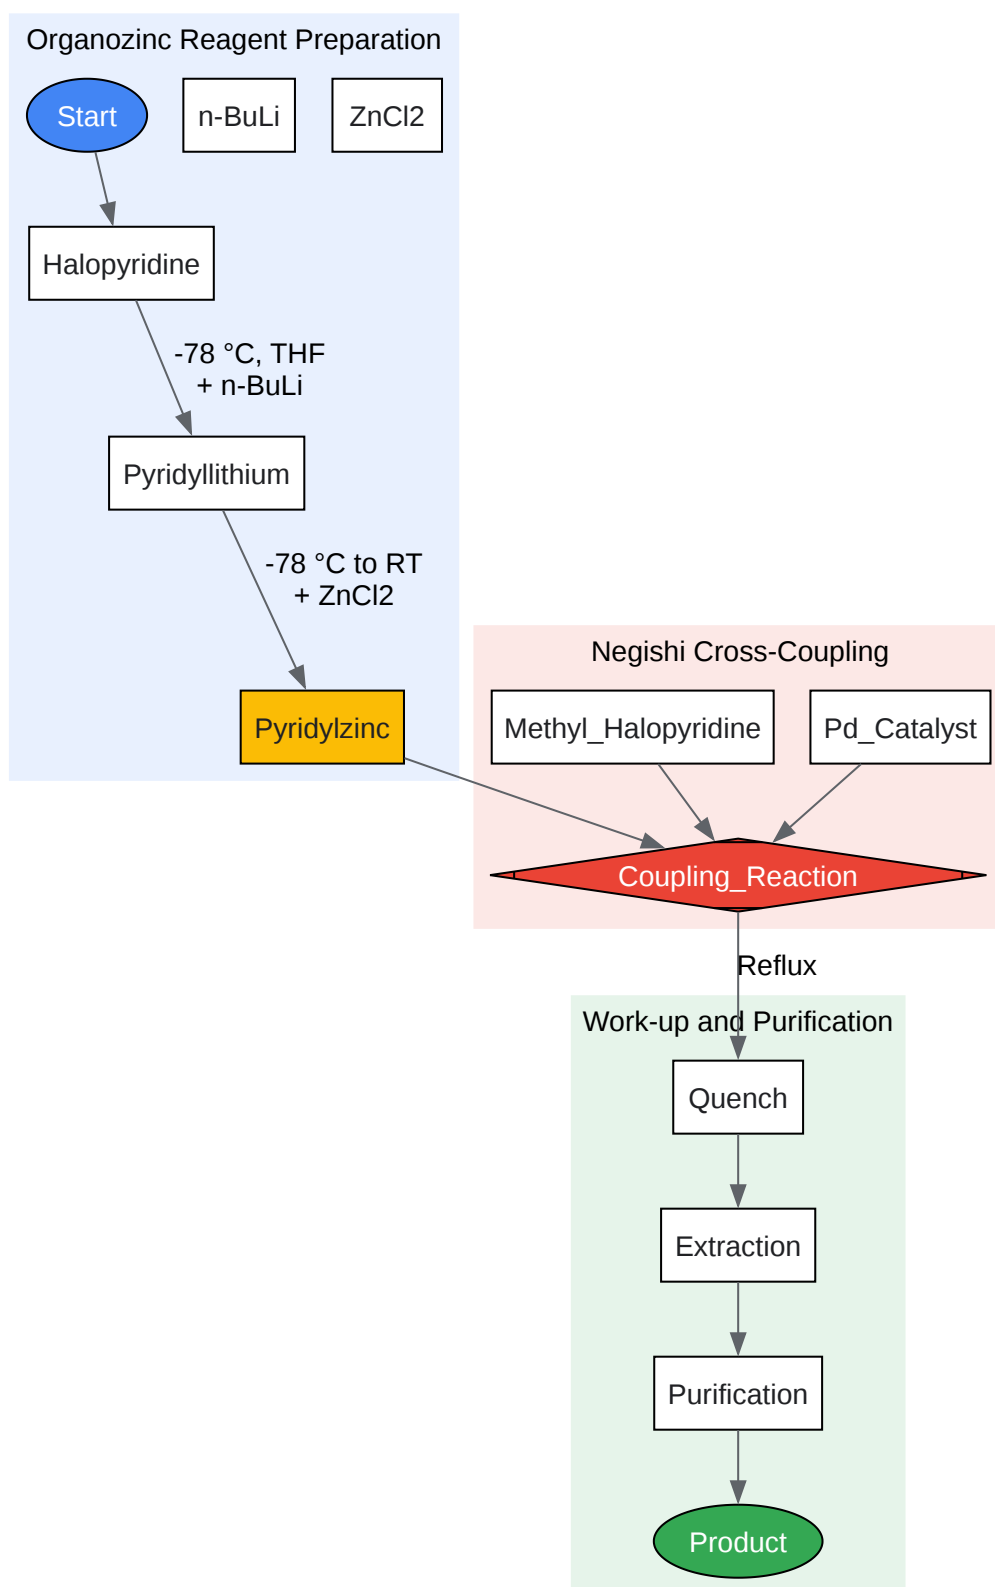 Organozinc Reagent Preparation
Start
n-BuLi
ZnCl2
Halopyridine
-78 °C, THF
+ n-BuLi
Pyridyllithium
-78 °C to RT
+ ZnCl2
Pyridylzinc
Negishi Cross-Coupling
Methyl_Halopyridine
Pd_Catalyst
Coupling_Reaction
Reflux
Work-up and Purification
Quench
Extraction
Purification
Product